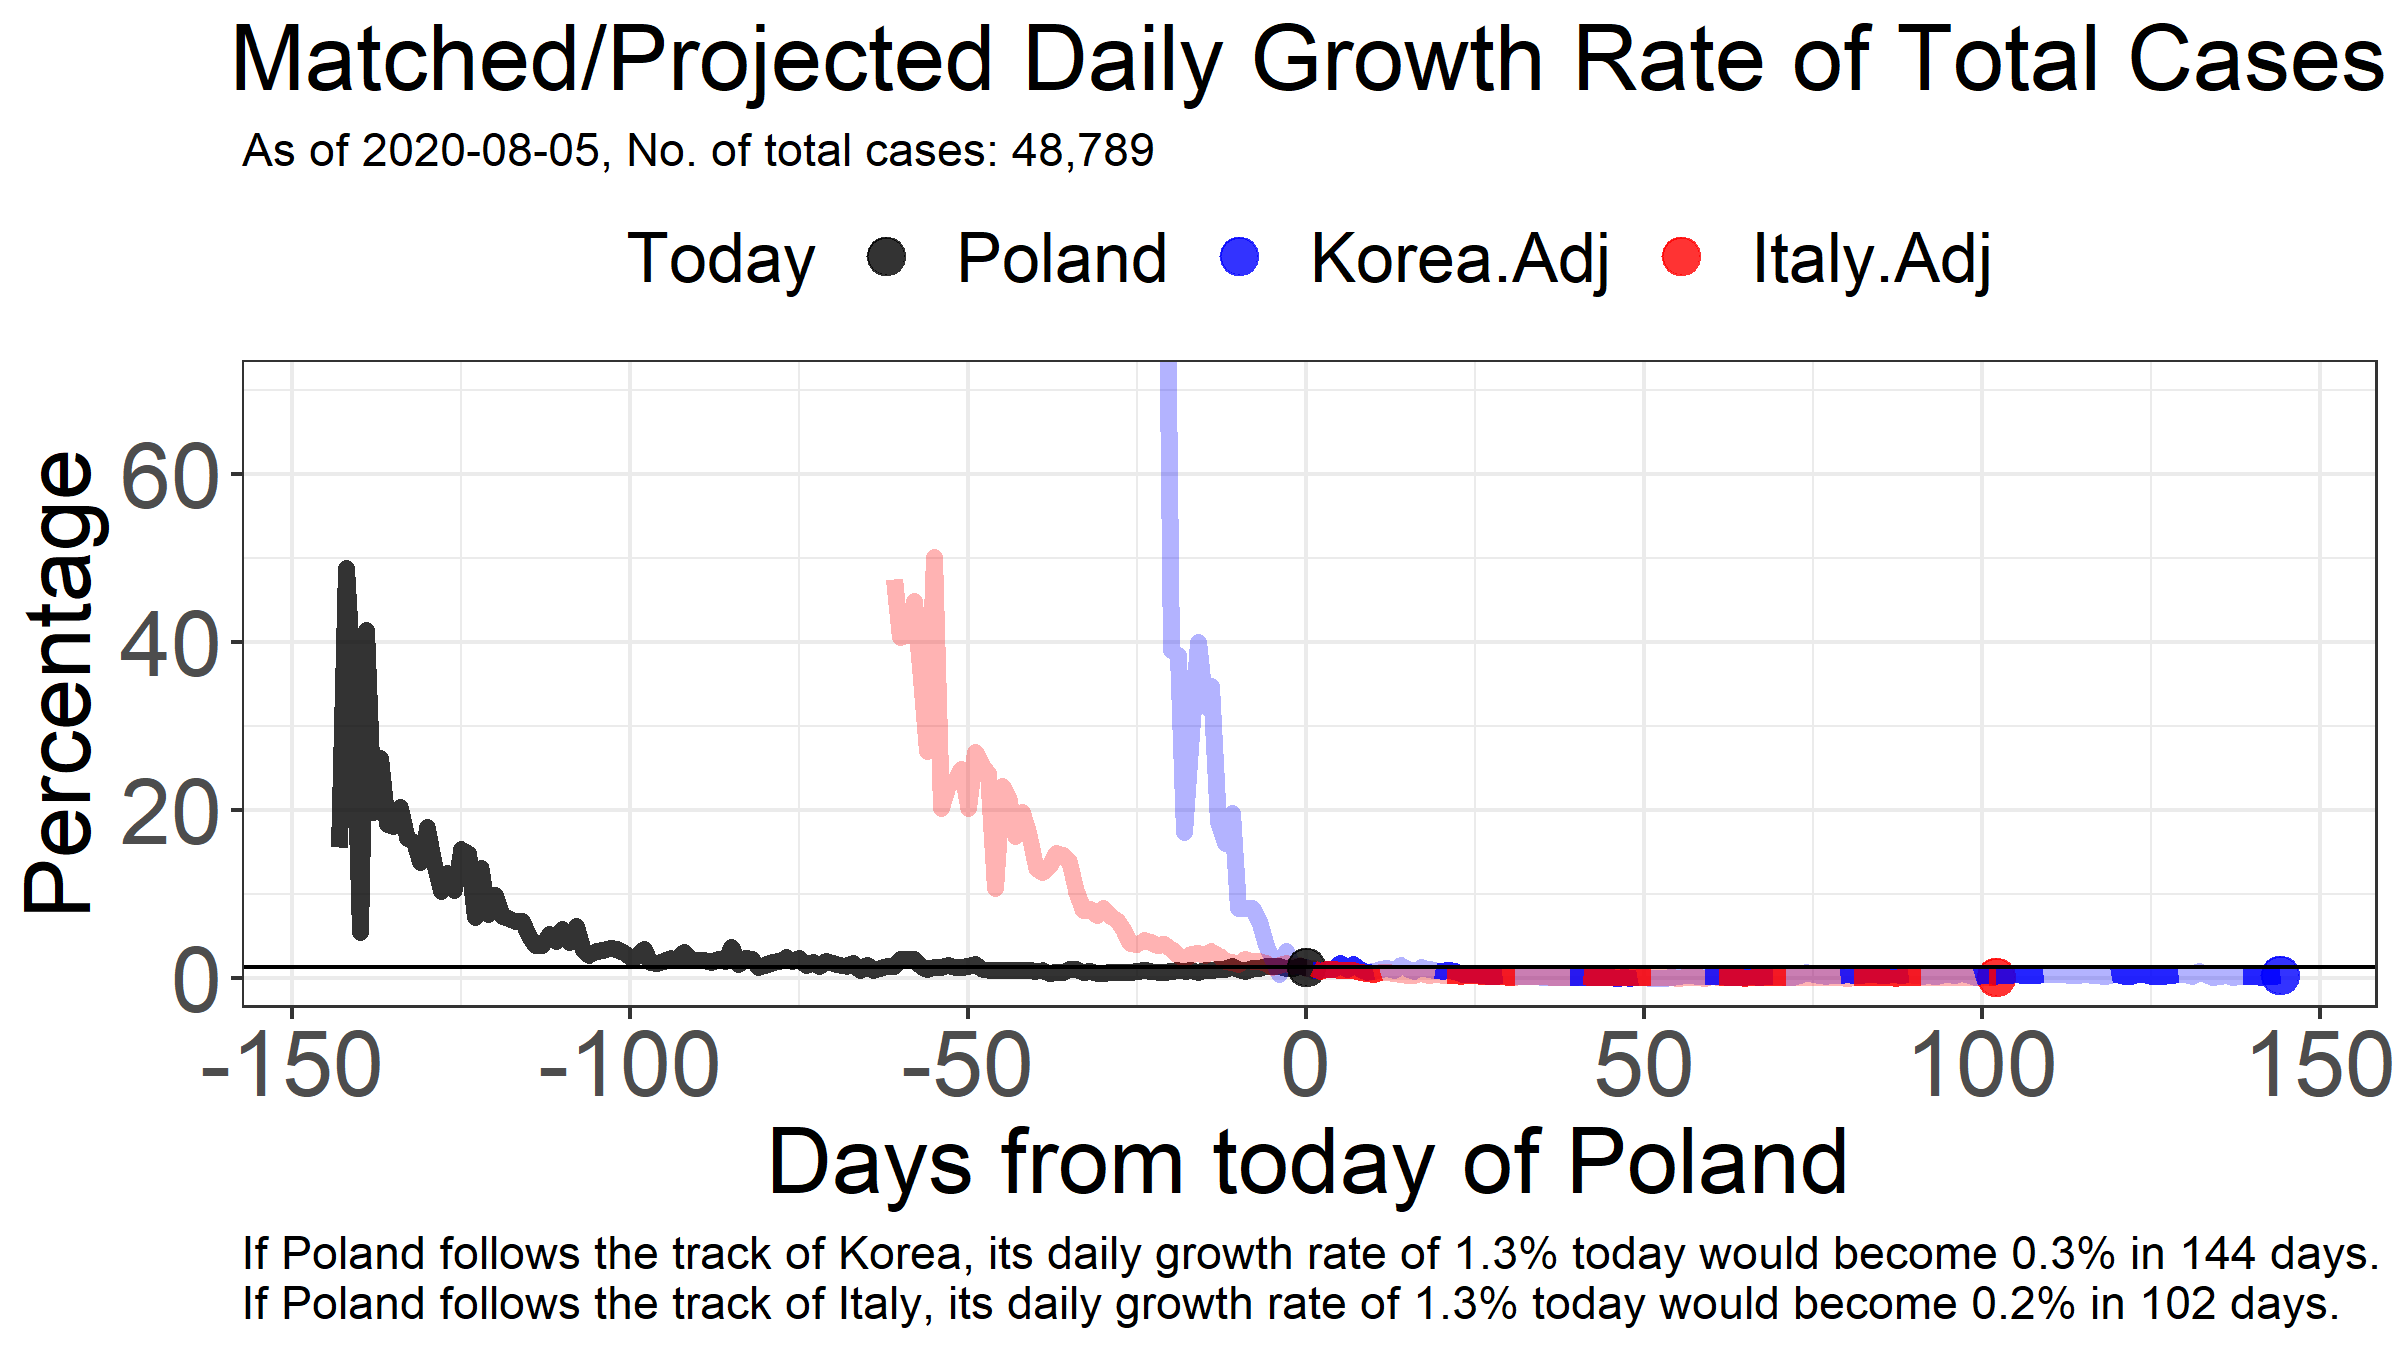 Matched/Projected Daily Growth Rate of Total Cases
As of 2020-08-05, No. of total cases: 48,789
Today Poland Korea.Adj Italy.Adj
Percentage
60
40
20
0
-150 -100 -50 0 50 100 150
Days from today of Poland
If Poland follows the track of Korea, its daily growth rate of 1.3% today would become 0.3% in 144 days.
If Poland follows the track of Italy, its daily growth rate of 1.3% today would become 0.2% in 102 days.